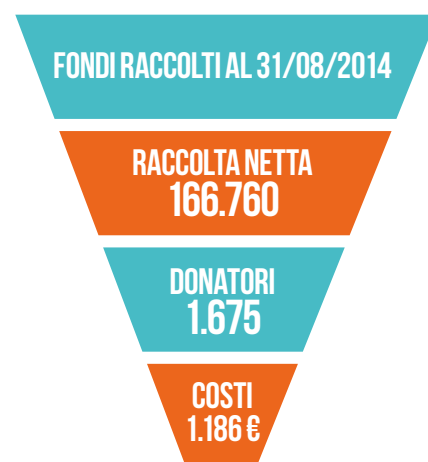 FONDI RACCOLTI AL 31/08/2014
RACCOLTA NETTA
166.760
DONATORI
1.675
COSTI
1.186 €